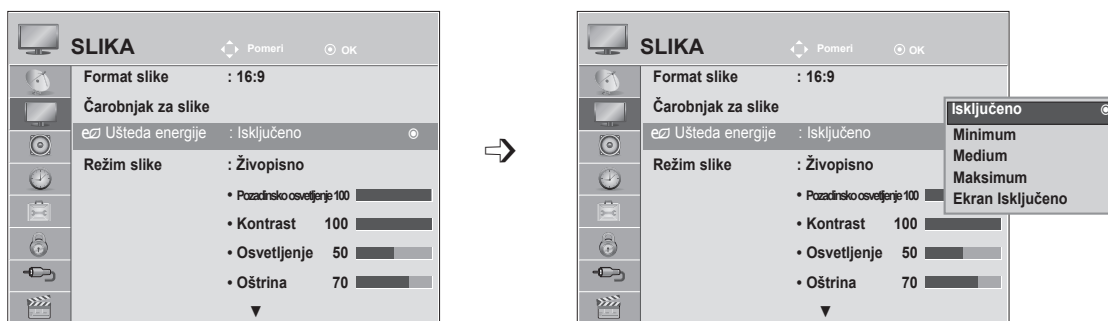 SLIKA Pomeri OK
Format slike : 16:9
Čarobnjak za slike
Ušteda energije : Isključeno
Režim slike : Živopisno
• Pozadinsko osvetljenje 100
• Kontrast 100
• Osvetljenje 50
• Oštrina 70
SLIKA Pomeri OK
Format slike : 16:9
Čarobnjak za slike
Ušteda energije : Isključeno
Režim slike : Živopisno
• Pozadinsko osvetljenje 100
• Kontrast 100
• Osvetljenje 50
• Oštrina 70
Isključeno
Minimum
Medium
Maksimum
Ekran Isključeno